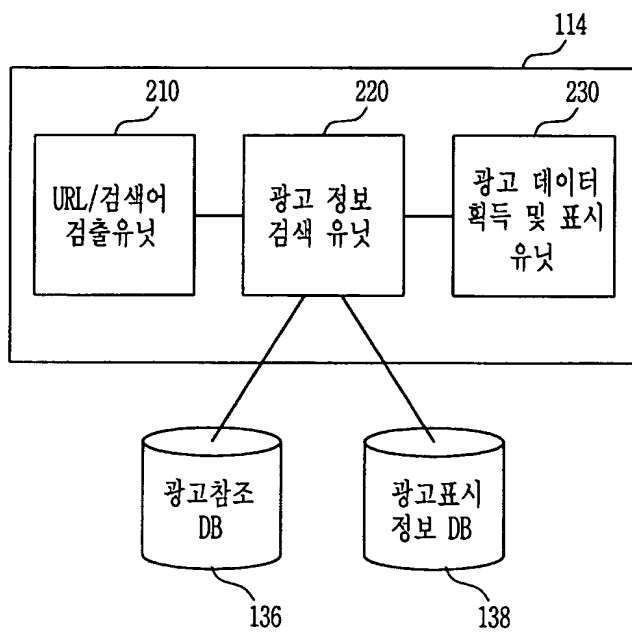 114
210
220
230
URL/검색어
검출유닛
광고 정보
검색 유닛
광고 데이터
획득 및 표시
유닛
광고참조
DB
광고표시
정보 DB
136
138